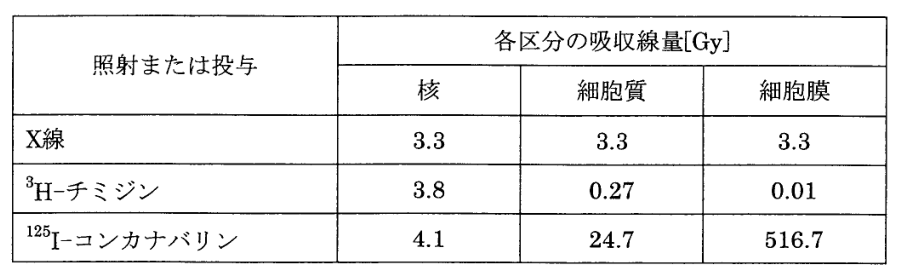 照射または投与 各区分の吸収線量[Gy]
核 細胞質 細胞膜
X線 3.3 3.3 3.3
³H-チミジン 3.8 0.27 0.01
¹²⁵I-コンカナバリン 4.1 24.7 516.7